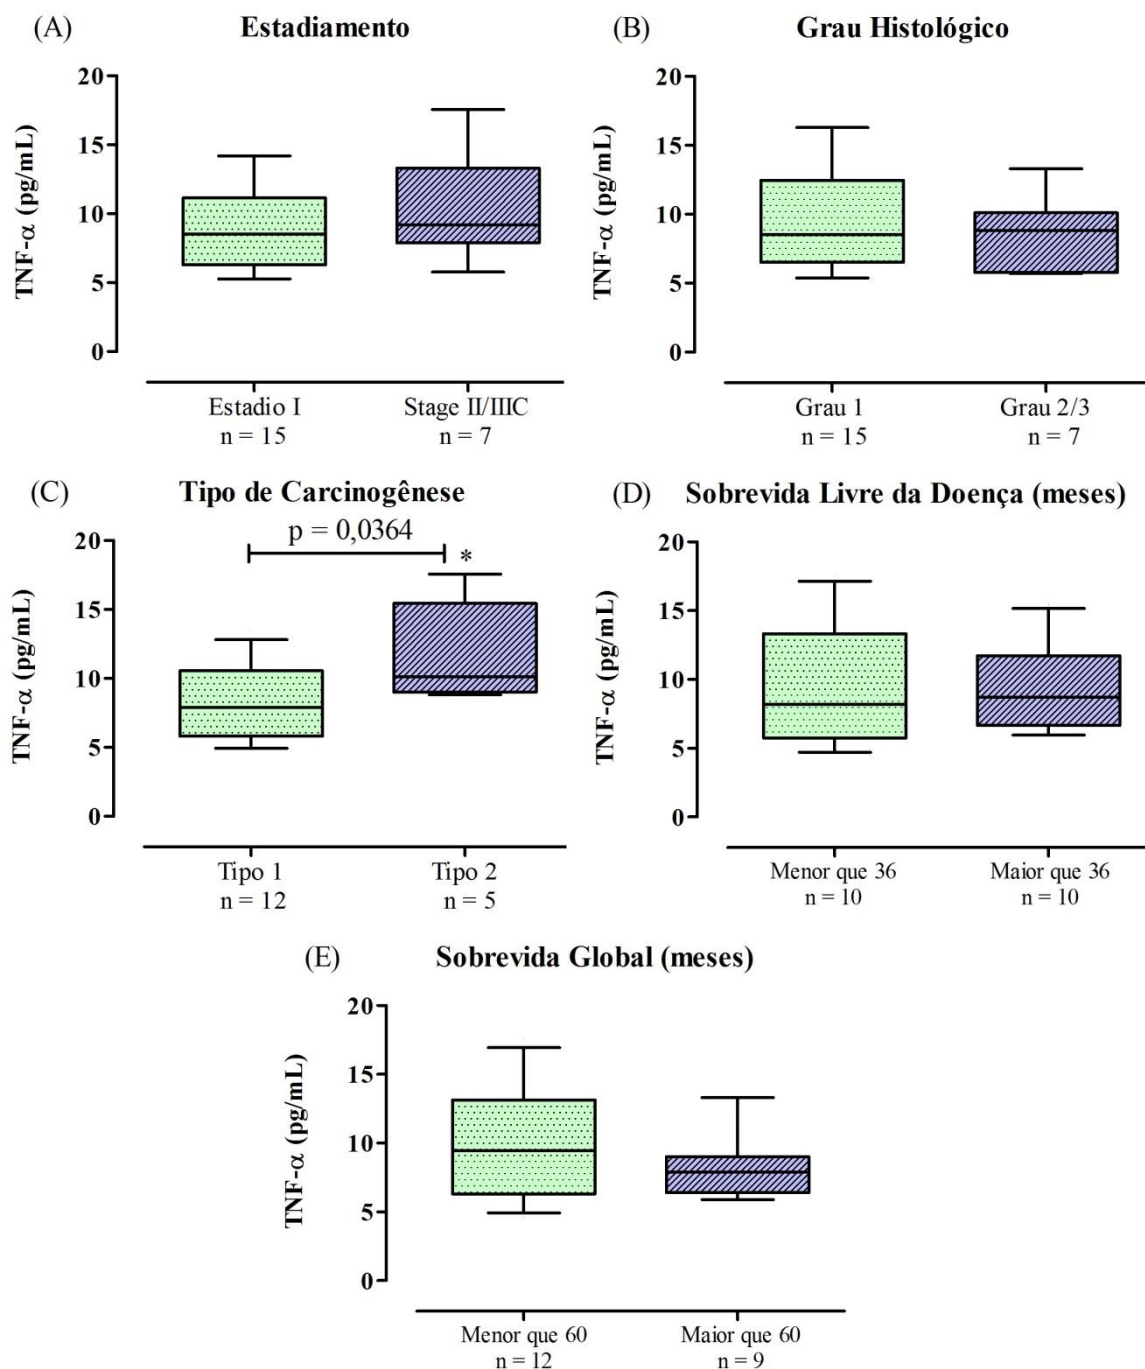 (A) Estadiamento
TNF-α (pg/mL)
20
15
10
5
0
Estadio I
n = 15
Stage II/IIIC
n = 7
(B) Grau Histológico
TNF-α (pg/mL)
20
15
10
5
0
Grau 1
n = 15
Grau 2/3
n = 7
(C) Tipo de Carcinogênese
p = 0,0364
*
TNF-α (pg/mL)
20
15
10
5
0
Tipo 1
n = 12
Tipo 2
n = 5
(D) Sobrevida Livre da Doença (meses)
TNF-α (pg/mL)
20
15
10
5
0
Menor que 36
n = 10
Maior que 36
n = 10
(E) Sobrevida Global (meses)
TNF-α (pg/mL)
20
15
10
5
0
Menor que 60
n = 12
Maior que 60
n = 9